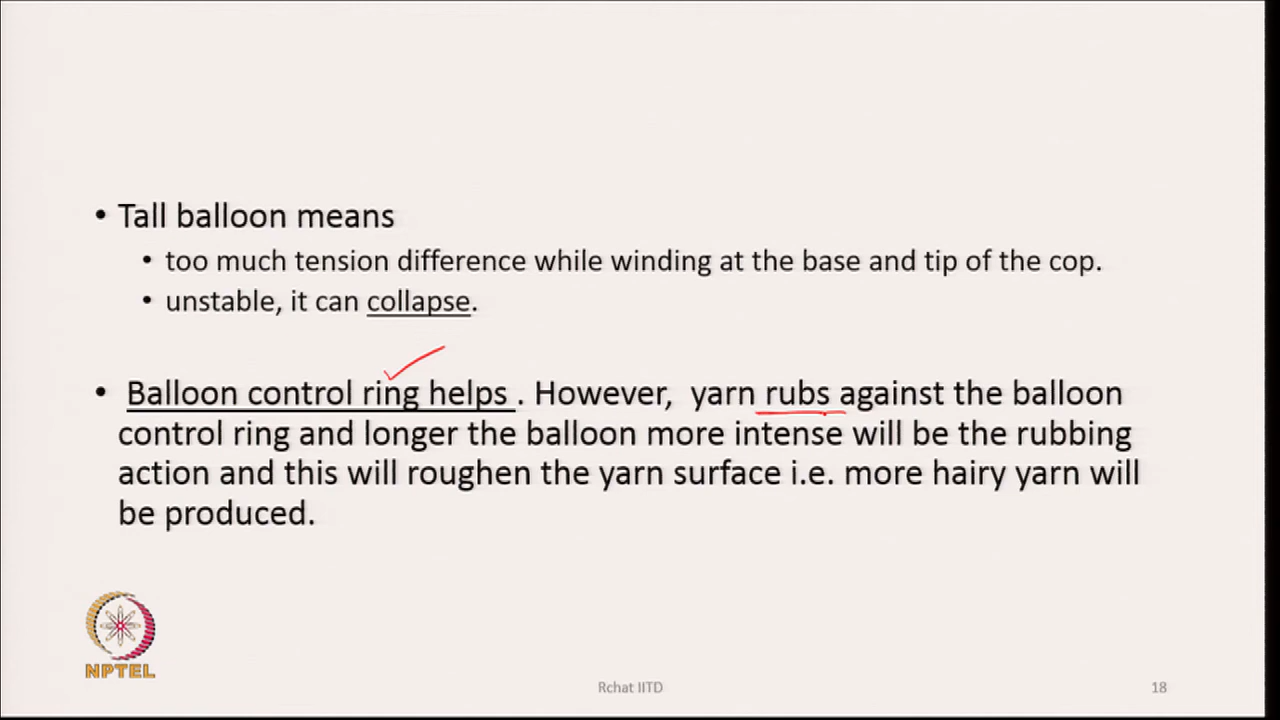 • Tall balloon means
• too much tension difference while winding at the base and tip of the cop.
• unstable, it can collapse.
• Balloon control ring helps . However, yarn rubs against the balloon
control ring and longer the balloon more intense will be the rubbing
action and this will roughen the yarn surface i.e. more hairy yarn will
be produced.
NPTEL
Rchat IITD
18